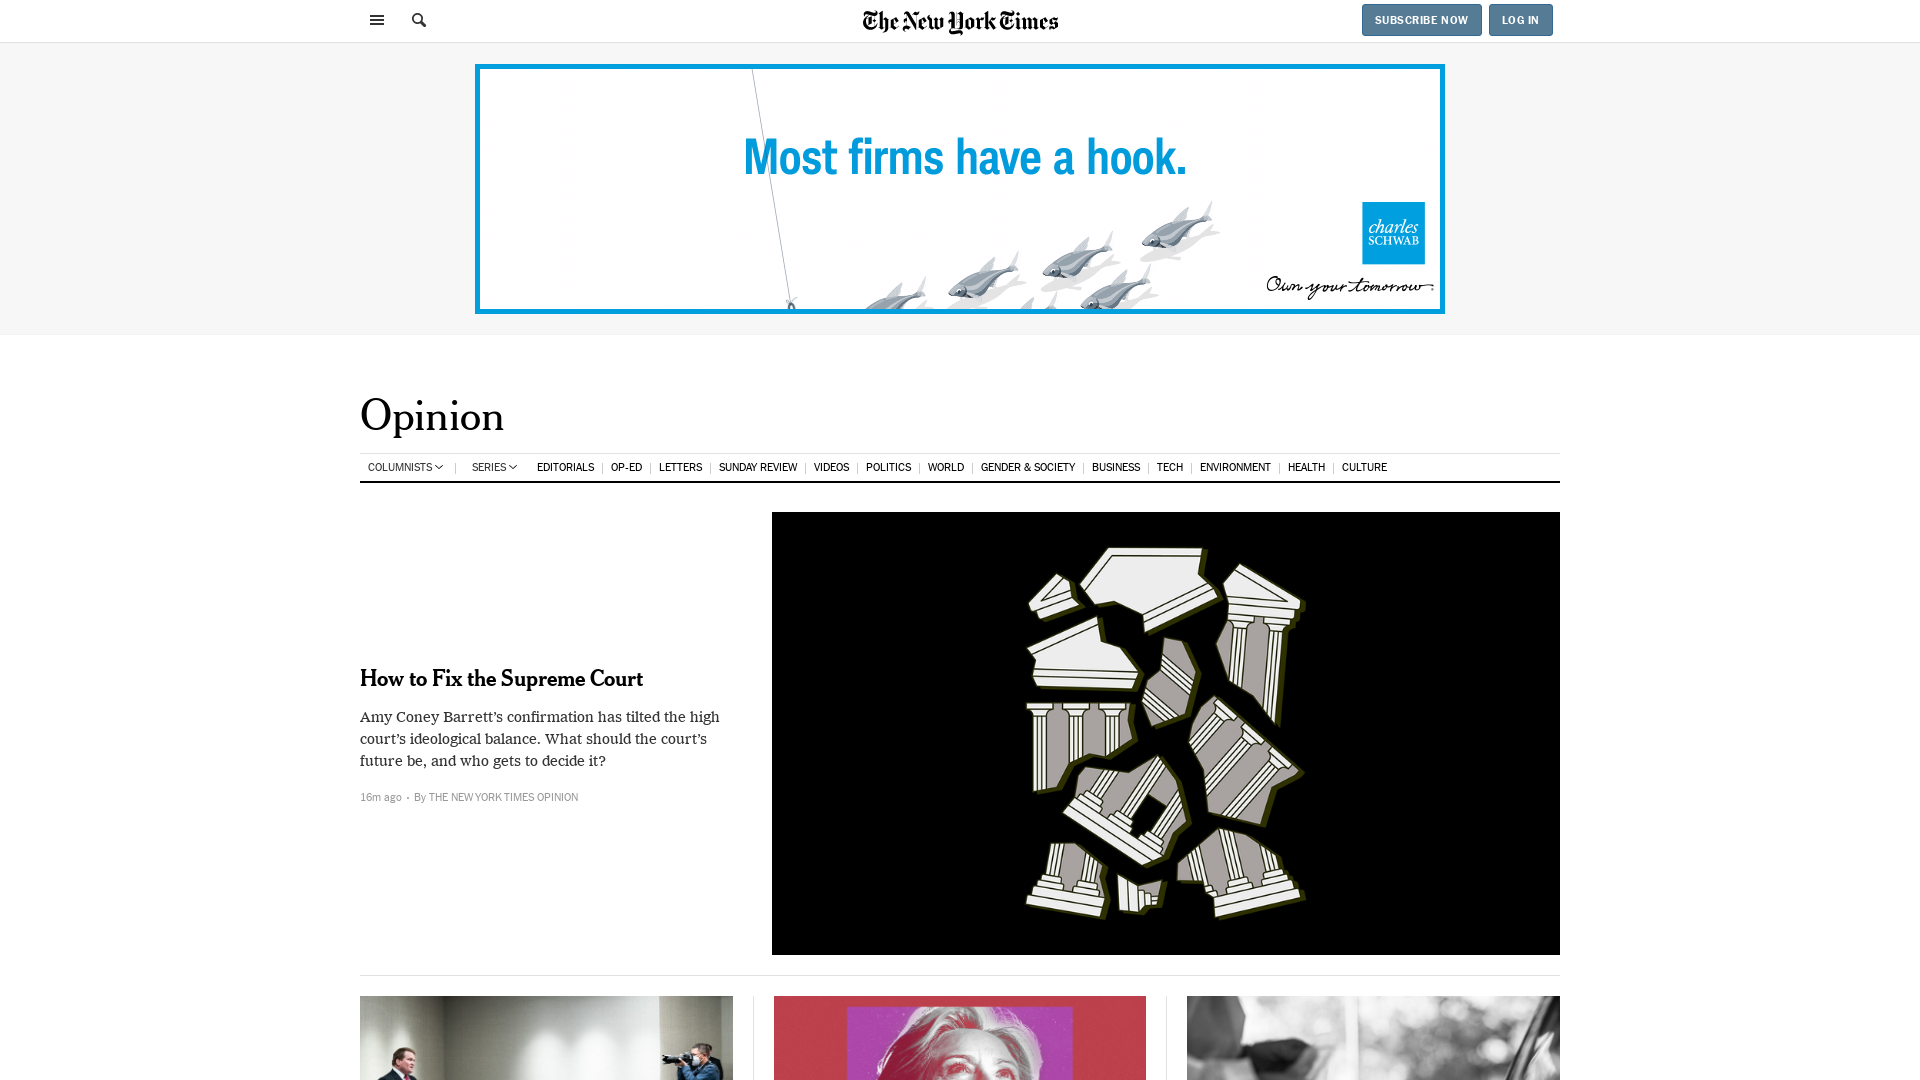 The New York Times
SUBSCRIBE NOW
LOG IN
Most firms have a hook.
charles
SCHWAB
Own your tomorrow
Opinion
COLUMNISTS
SERIES
EDITORIALS
OP-ED
LETTERS
SUNDAY REVIEW
VIDEOS
POLITICS
WORLD
GENDER & SOCIETY
BUSINESS
TECH
ENVIRONMENT
HEALTH
CULTURE
How to Fix the Supreme Court
Amy Coney Barrett’s confirmation has tilted the high
court’s ideological balance. What should the court’s
future be, and who gets to decide it?
16m ago · By THE NEW YORK TIMES OPINION